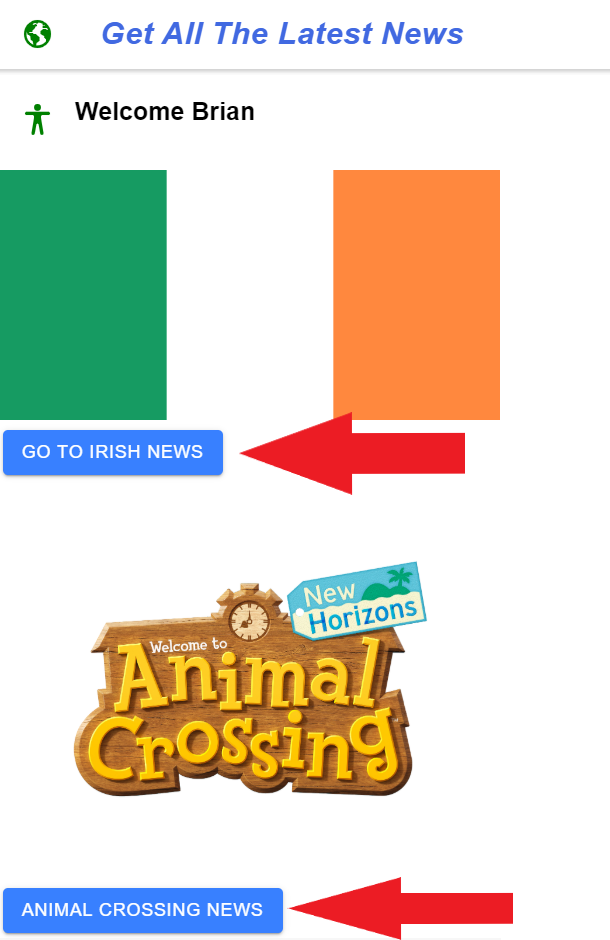 Get All The Latest News
Welcome Brian
GO TO IRISH NEWS
New
Horizons
Welcome to
Animal
Crossing
ANIMAL CROSSING NEWS